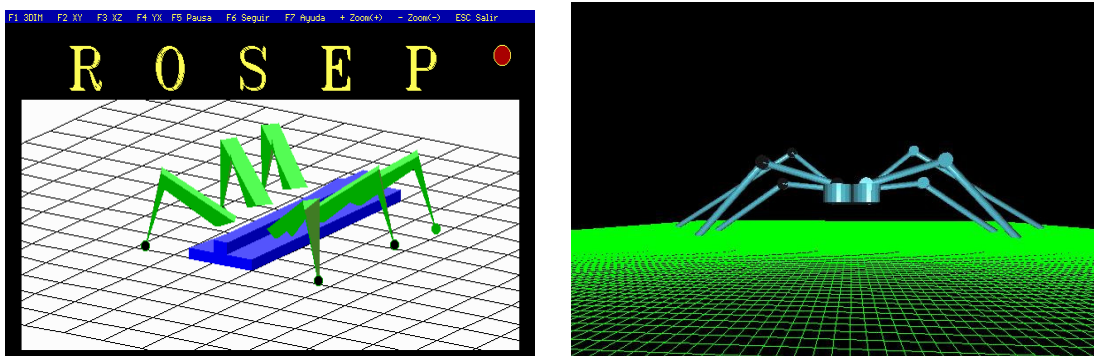 F1 3DIM F2 XY F3 XZ F4 YX F5 Pausa F6 Seguir F7 Ayuda + Zoom(+) - Zoom(-) ESC Salir
R O S E P